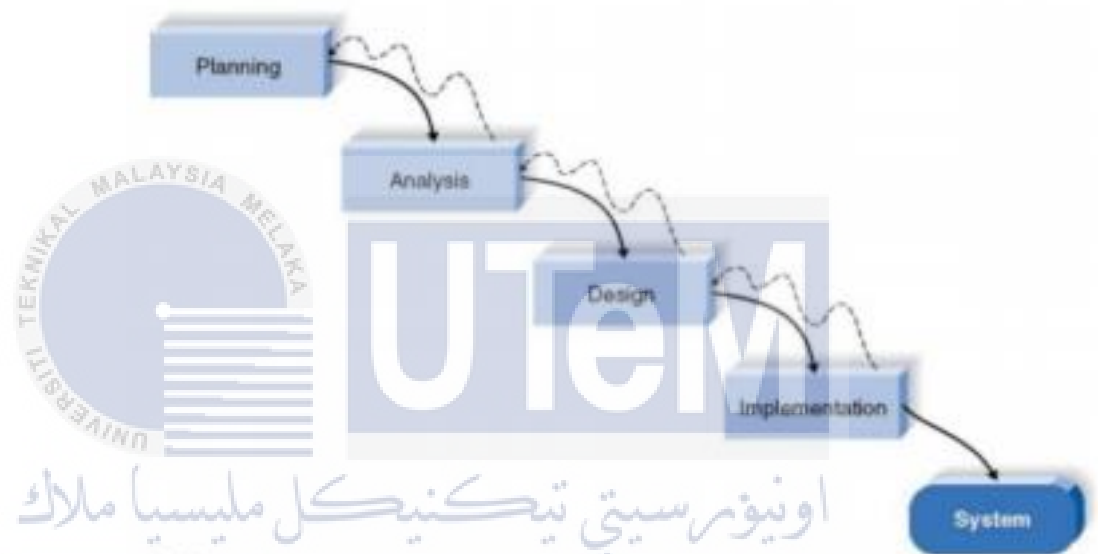 Planning
Analysis
Design
Implementation
System
UNIVERSITI TEKNIKAL MALAYSIA MELAKA
UTeM
اونيۏرسيتي تيكنيكل مليسيا ملاك